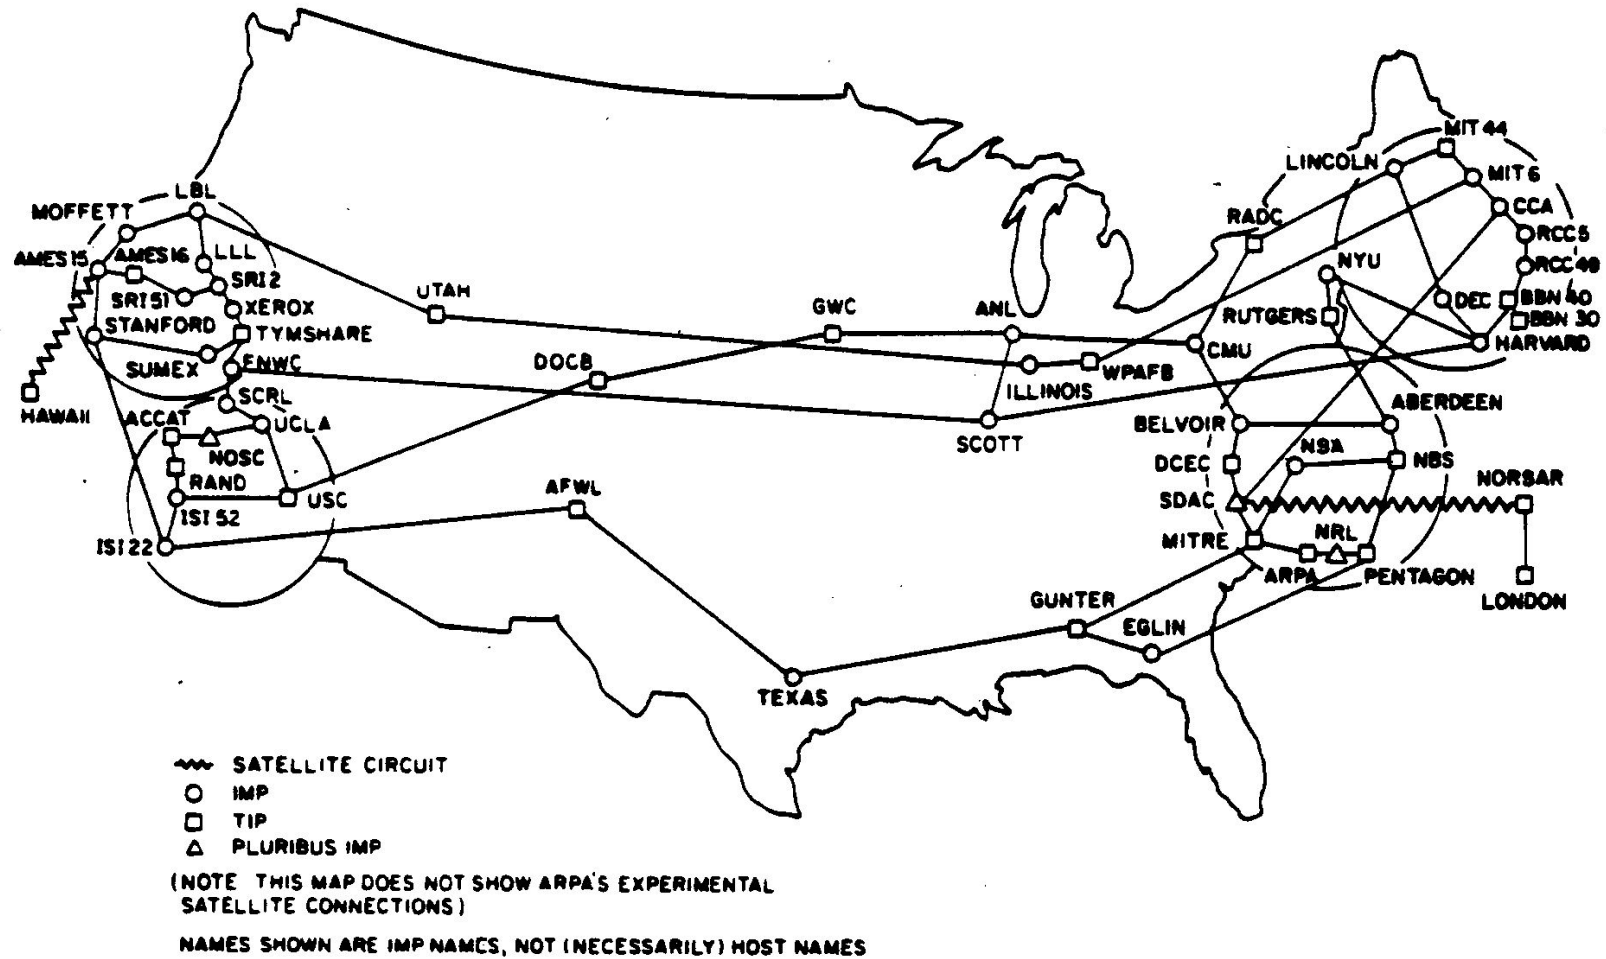 MIT 44
LINCOLN
MIT 6
LBL
MOFFETT
CCA
RADC
RCC 5
AMES 15
AMES 16
LLL
NYU
RCC 49
SRI 2
SRI 51
XEROX
UTAH
GWC
ANL
DEC
BBN 40
STANFORD
TYMSHARE
RUTGERS
BBN 30
HARVARD
SUMEX
DOCB
CMU
WPAFB
ILLINOIS
SCRL
HAWAII
ACCAT
UCLA
ABERDEEN
BELVOIR
SCOTT
NOSC
NSA
DCEC
NBS
RAND
NORSAR
AFWL
USC
SDAC
ISI 52
NRL
MITRE
ISI 22
ARPA
PENTAGON
LONDON
GUNTER
EGLIN
TEXAS
SATELLITE CIRCUIT
IMP
TIP
PLURIBUS IMP
(NOTE THIS MAP DOES NOT SHOW ARPA'S EXPERIMENTAL
SATELLITE CONNECTIONS)
NAMES SHOWN ARE IMP NAMES, NOT (NECESSARILY) HOST NAMES